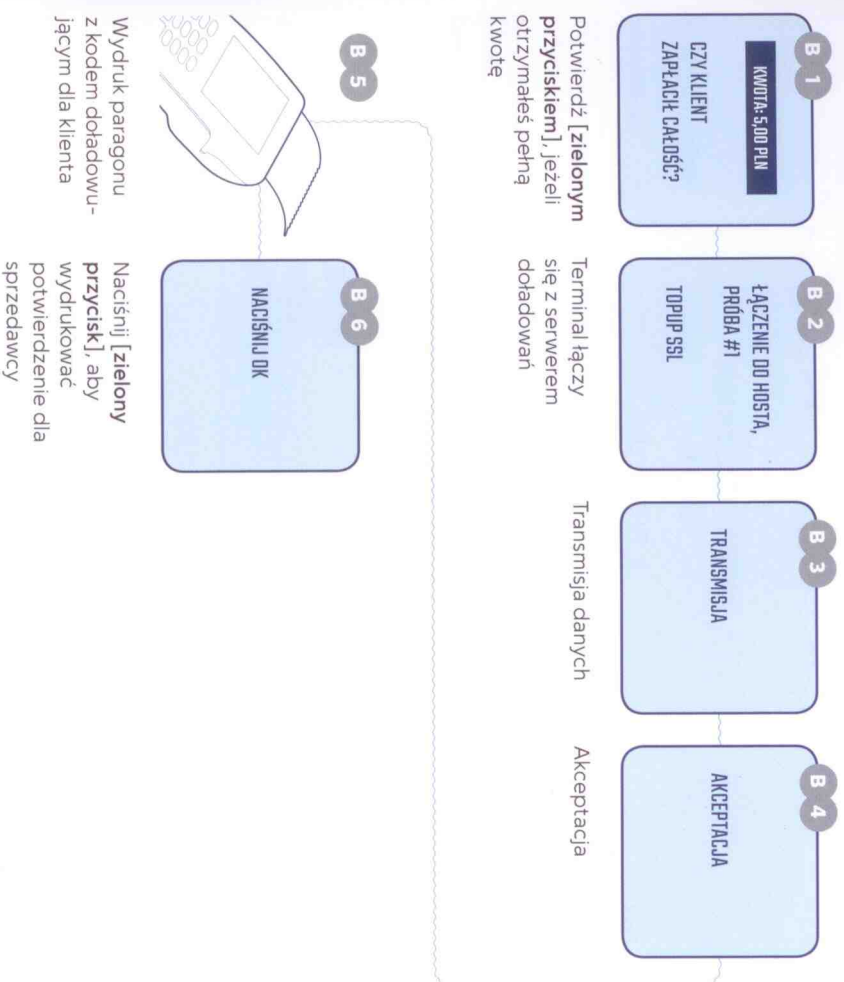 B 1
KWOTA: 5,00 PLN
CZY KLIENT
ZAPŁACIŁ CAŁOŚĆ?
Potwierdź [zielonym
przyciskiem], jeżeli
otrzymałeś pełną
kwotę
B 2
ŁĄCZENIE DO HOSTA,
PRÓBA #1
TOPUP SSL
Terminal łączy
się z serwerem
doładowań
B 3
TRANSMISJA
Transmisja danych
B 4
AKCEPTACJA
Akceptacja
B 5
Wydruk paragonu
z kodem doładowu-
jącym dla klienta
B 6
NACIŚNIJ OK
Naciśnij [zielony
przycisk], aby
wydrukować
potwierdzenie dla
sprzedawcy